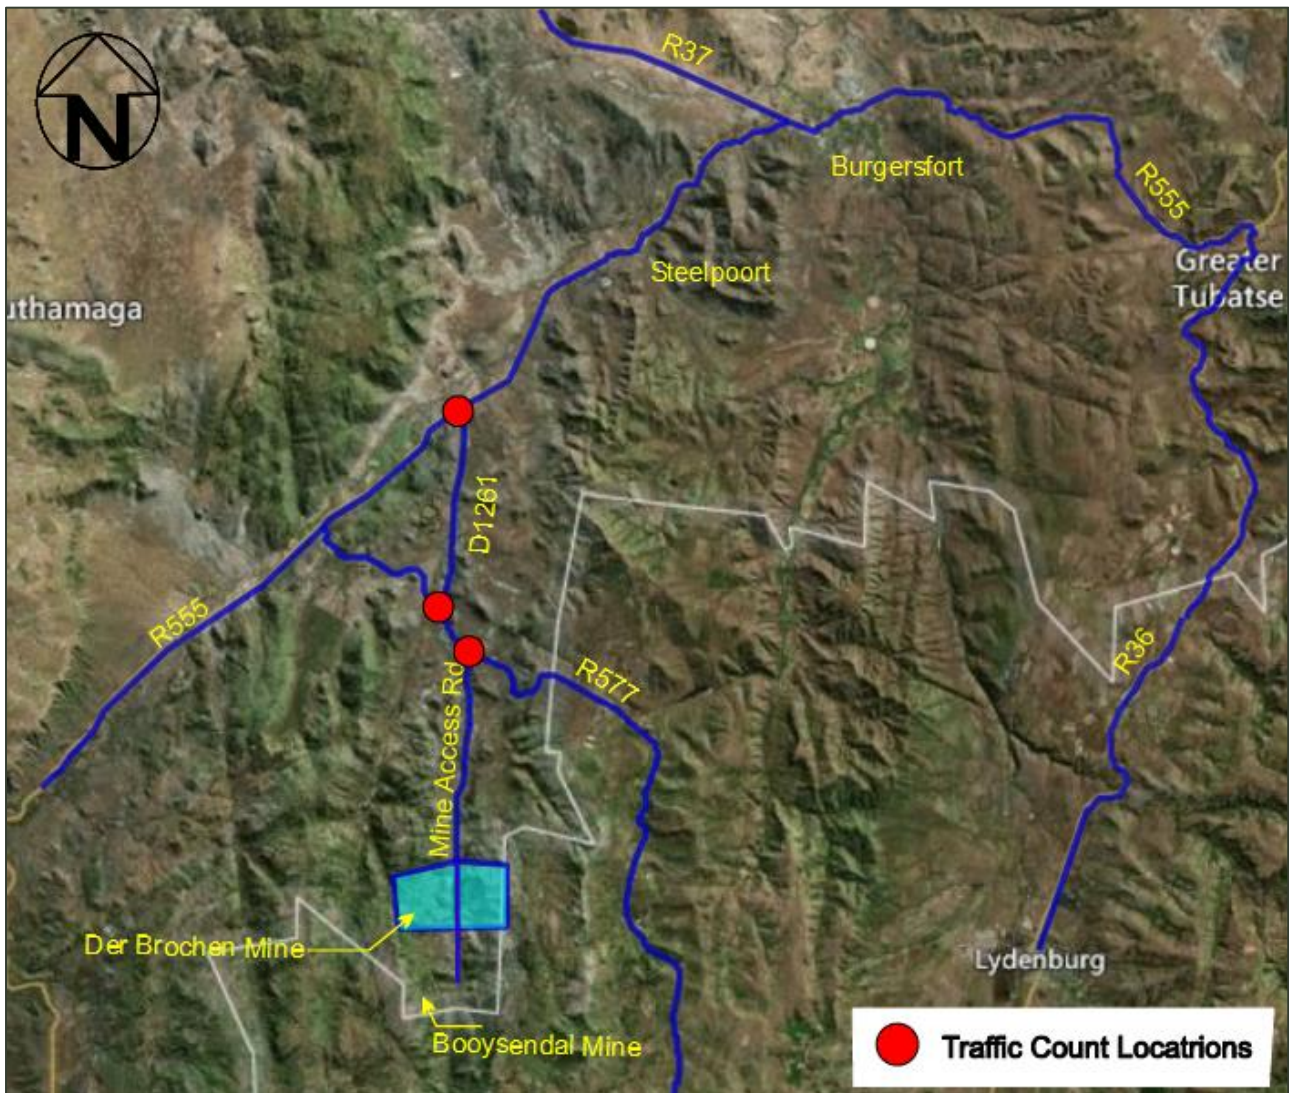 N
R37
Burgersfort
R555
Greater
Tubatse
Steelpoort
uthamaga
D1261
R555
R36
R577
Mine Access Rd
Der Brochen Mine
Lydenburg
Booysendal Mine
Traffic Count Locatrions